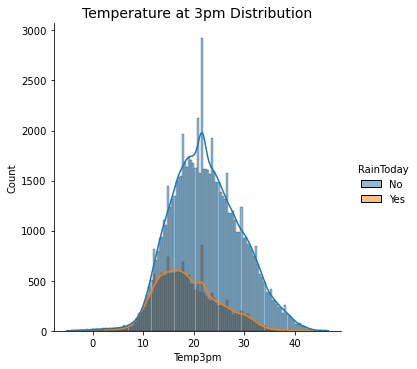 Temperature at 3pm Distribution
3000
2500
2000
1500
1000
500
0
Count
0 10 20 30 40
Temp3pm
RainToday
No
Yes